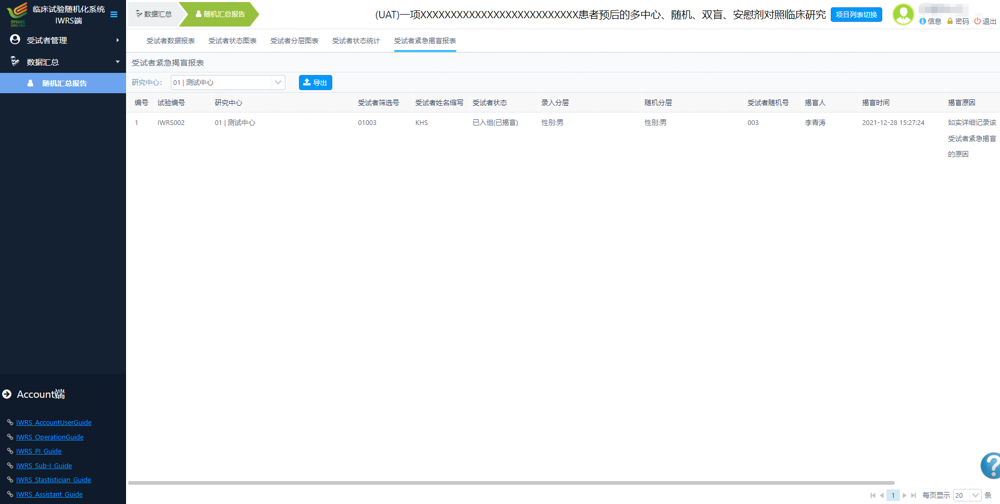 临床试验随机化系统
IWRS端
SYSUCC
受试者管理
数据汇总
随机汇总报告
数据汇总
随机汇总报告
(UAT)一项XXXXXXXXXXXXXXXXXXXXXXXXXX患者预后的多中心、随机、双盲、安慰剂对照临床研究
项目列表切换
信息 密码 退出
受试者数据报表 受试者状态图表 受试者分层图表 受试者状态统计 受试者紧急揭盲报表
受试者紧急揭盲报表
研究中心: 01 | 测试中心 导出
编号 试验编号 研究中心 受试者筛选号 受试者姓名缩写 受试者状态 录入分层 随机分层 受试者随机号 揭盲人 揭盲时间 揭盲原因
1 IWRS002 01 | 测试中心 01003 KHS 已入组(已揭盲) 性别:男 性别:男 003 李青涛 2021-12-28 15:27:24 如实详细记录该
受试者紧急揭盲
的原因
Account端
IWRS_AccountUserGuide
IWRS_OperationGuide
IWRS_PI_Guide
IWRS_Sub-I_Guide
IWRS_Stastistician_Guide
IWRS_Assistant_Guide
1 每页显示 20 条